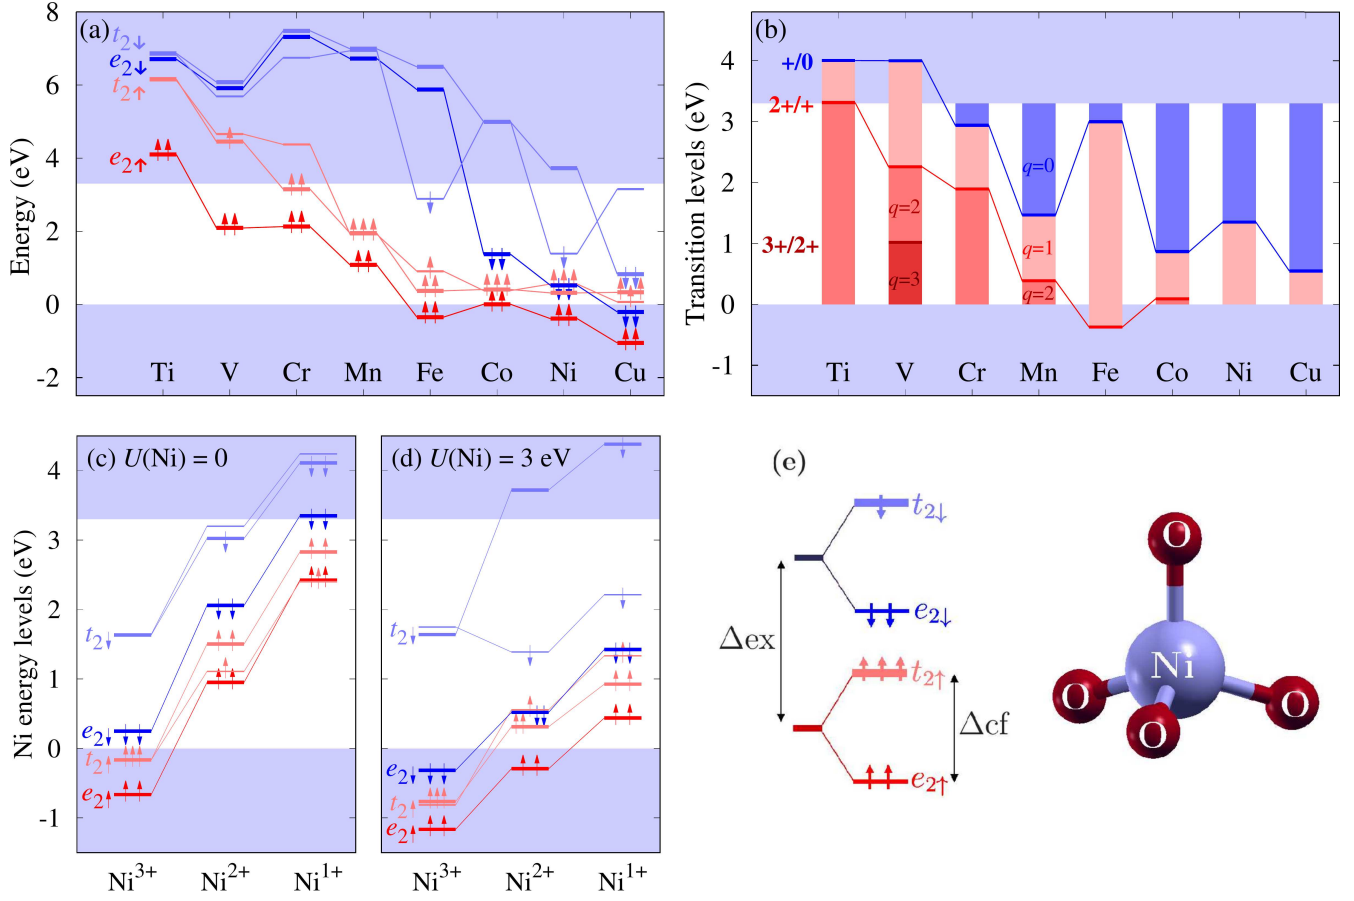 (a)
8
6
4
2
0
-2
Energy (eV)
t2↓
e2↓
t2↑
e2↑
Ti V Cr Mn Fe Co Ni Cu
(b)
4
3
2
1
0
-1
Transition levels (eV)
+/0
2+/+
3+/2+
q=0
q=2
q=1
q=3
q=2
Ti V Cr Mn Fe Co Ni Cu
(c) U(Ni) = 0
4
3
2
1
0
-1
Ni energy levels (eV)
t2↓
e2↓
t2↑
e2↑
Ni3+ Ni2+ Ni1+
(d) U(Ni) = 3 eV
t2↓
e2↓
t2↑
e2↑
Ni3+ Ni2+ Ni1+
(e)
t2↓
e2↓
Δex
t2↑
Δcf
e2↑
O
Ni
O
O
O